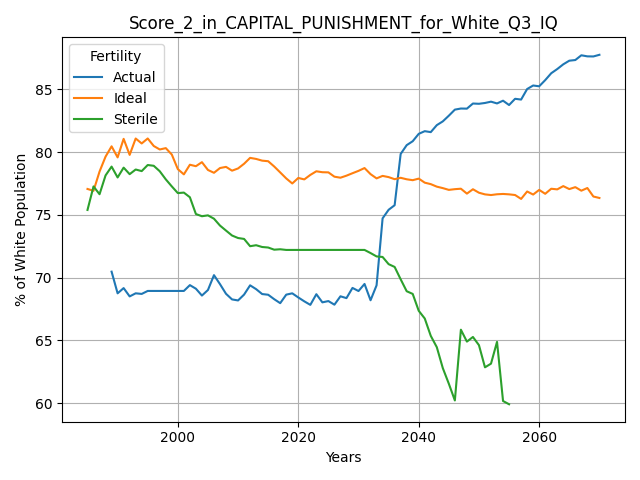 Score_2_in_CAPITAL_PUNISHMENT_for_White_Q3_IQ
Fertility
Actual
Ideal
Sterile
% of White Population
85
80
75
70
65
60
2000
2020
2040
2060
Years